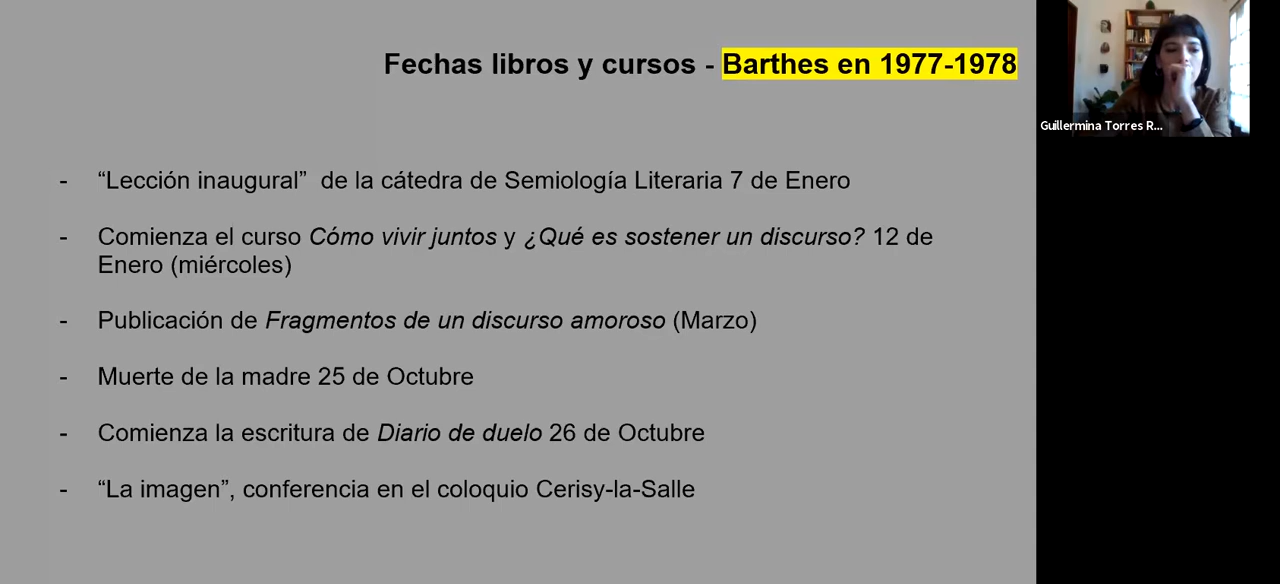 Fechas libros y cursos - Barthes en 1977-1978
Guillermina Torres R...
- “Lección inaugural”  de la cátedra de Semiología Literaria 7 de Enero
- Comienza el curso Cómo vivir juntos y ¿Qué es sostener un discurso? 12 de
Enero (miércoles)
- Publicación de Fragmentos de un discurso amoroso (Marzo)
- Muerte de la madre 25 de Octubre
- Comienza la escritura de Diario de duelo 26 de Octubre
- “La imagen”, conferencia en el coloquio Cerisy-la-Salle